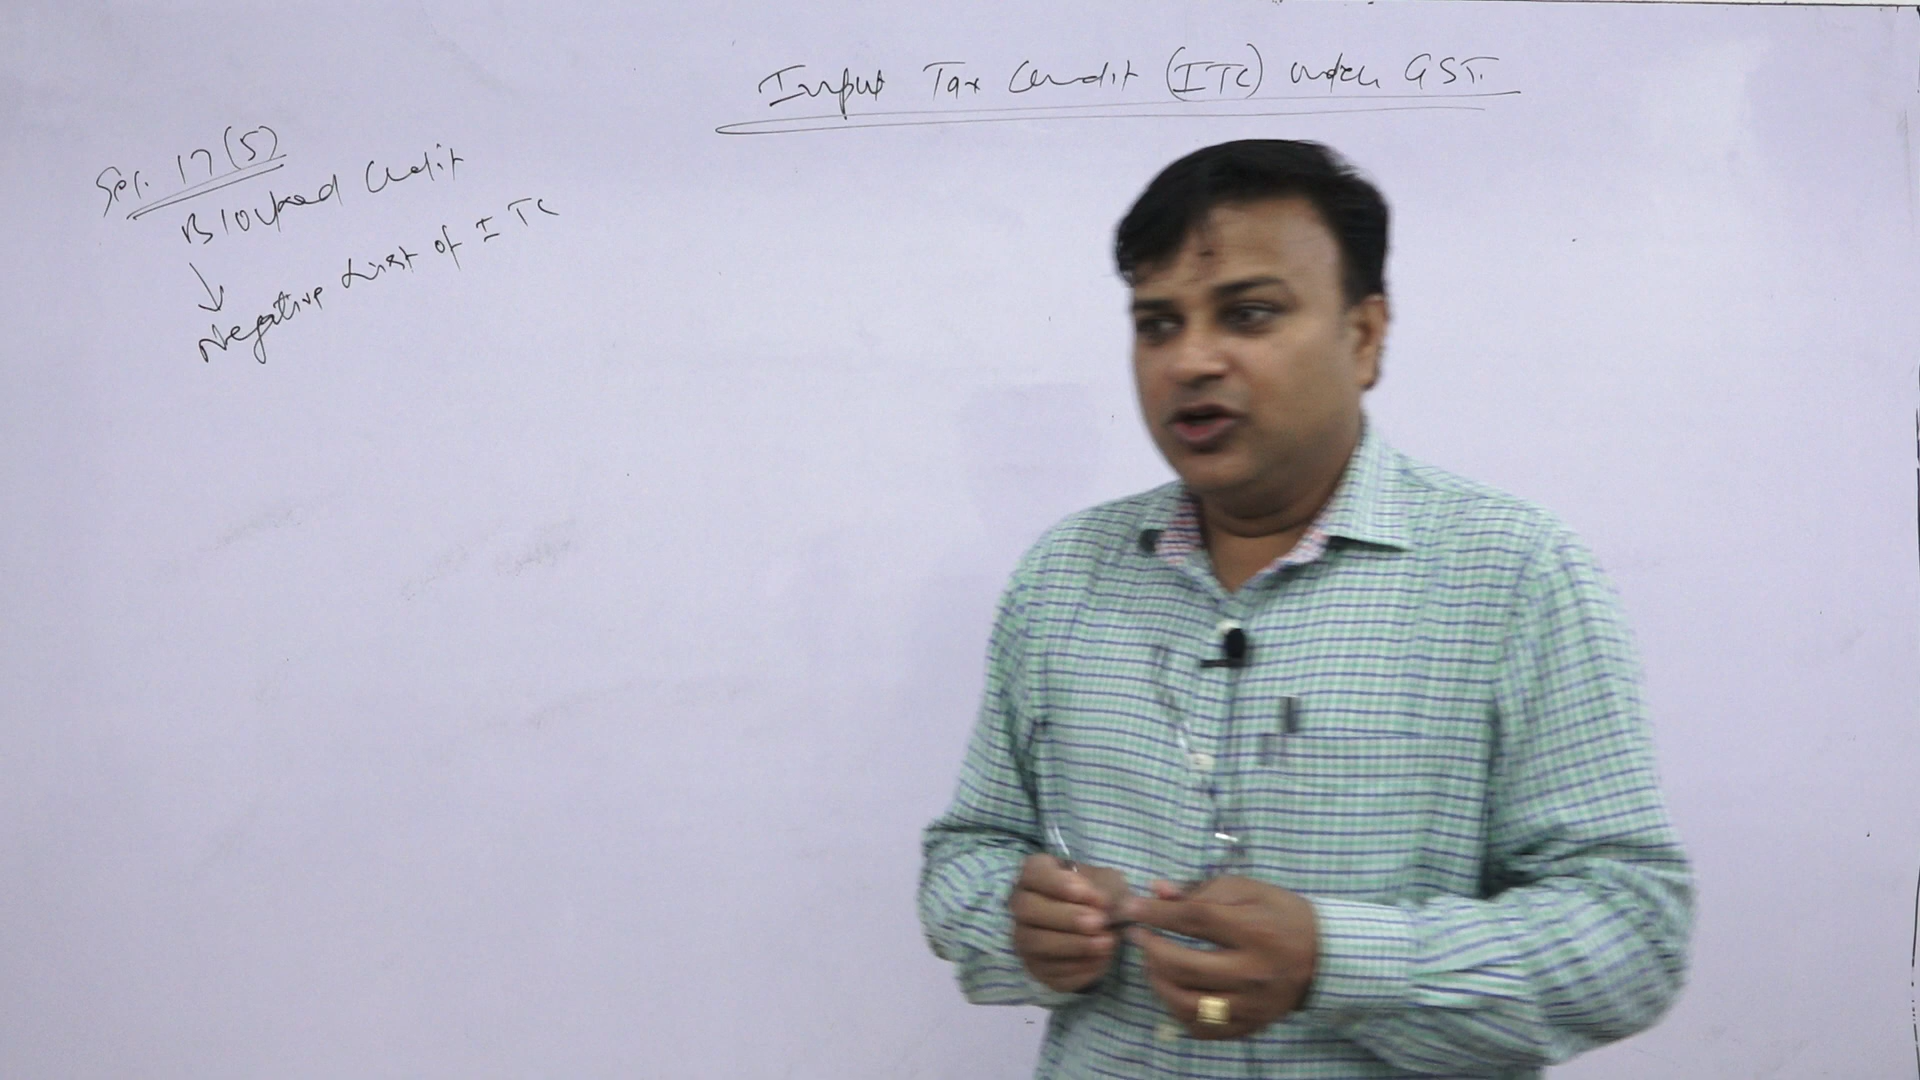 Input Tax Credit (ITC) under GST.
Sec. 17(5)
Blocked Credit
↓
Negative List of ITC